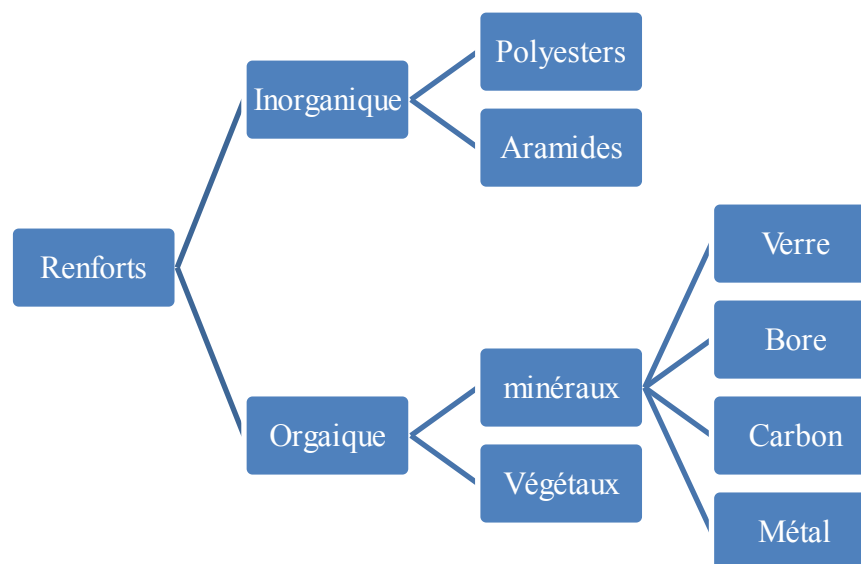 Renforts
Inorganique
Polyesters
Aramides
Orgaique
minéraux
Verre
Bore
Carbon
Métal
Végétaux